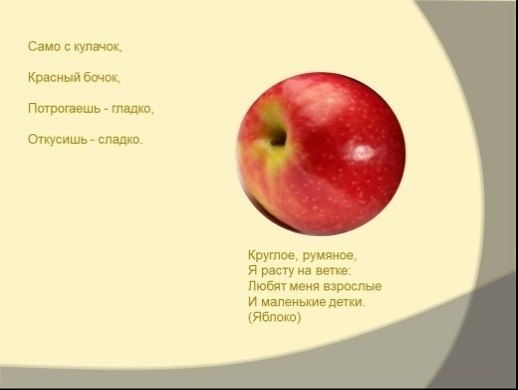 Само с кулачок,
Красный бочок,
Потрогаешь - гладко,
Откусишь - сладко.
Круглое, румяное,
Я расту на ветке:
Любят меня взрослые
И маленькие детки.
(Яблоко)